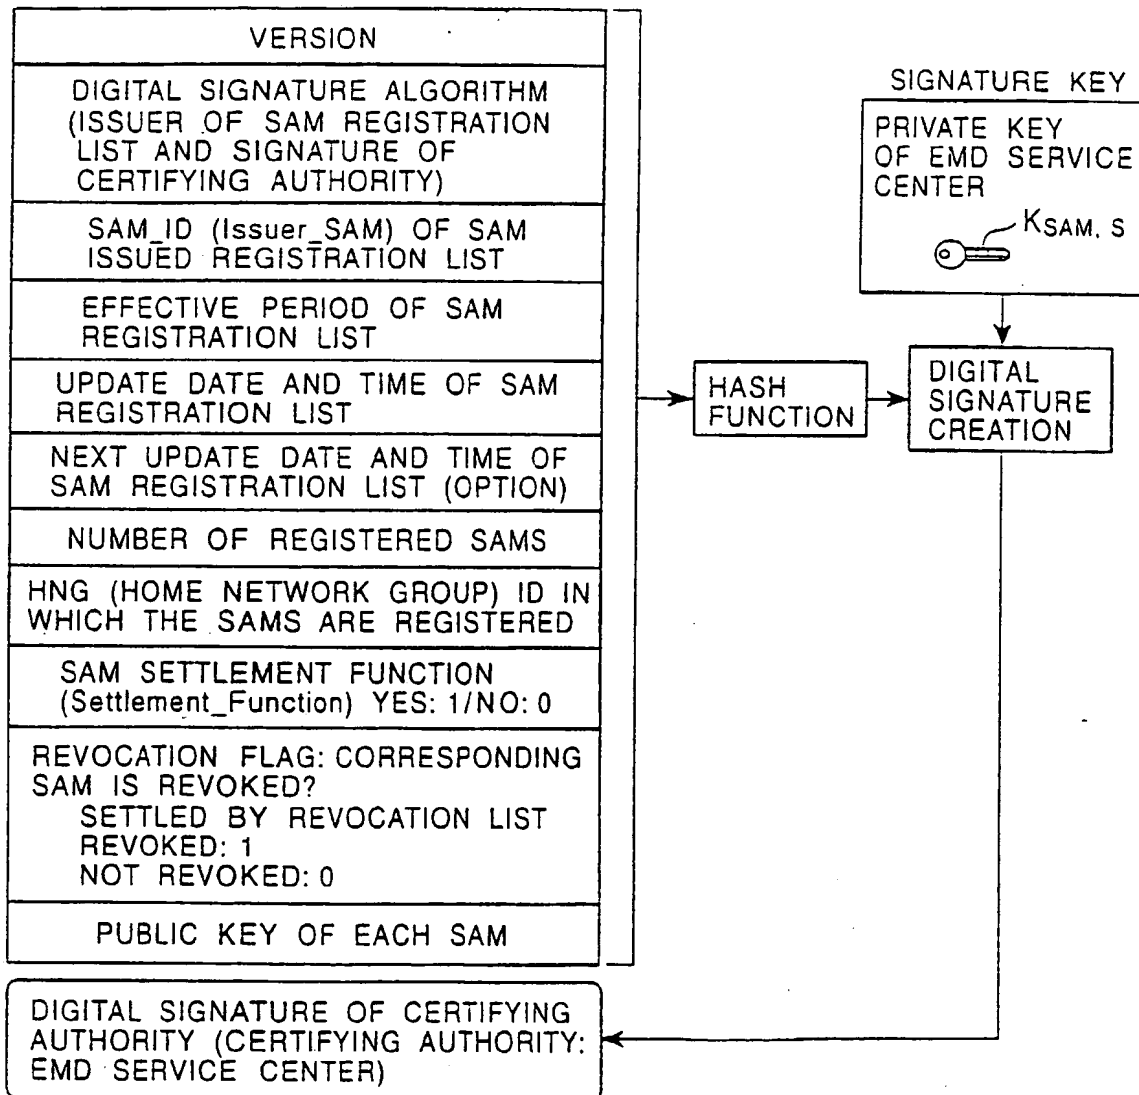 VERSION
DIGITAL SIGNATURE ALGORITHM
(ISSUER OF SAM REGISTRATION
LIST AND SIGNATURE OF
CERTIFYING AUTHORITY)
SAM_ID (Issuer_SAM) OF SAM
ISSUED REGISTRATION LIST
EFFECTIVE PERIOD OF SAM
REGISTRATION LIST
UPDATE DATE AND TIME OF SAM
REGISTRATION LIST
NEXT UPDATE DATE AND TIME OF
SAM REGISTRATION LIST (OPTION)
NUMBER OF REGISTERED SAMS
HNG (HOME NETWORK GROUP) ID IN
WHICH THE SAMS ARE REGISTERED
SAM SETTLEMENT FUNCTION
(Settlement_Function) YES: 1/NO: 0
REVOCATION FLAG: CORRESPONDING
SAM IS REVOKED?
SETTLED BY REVOCATION LIST
REVOKED: 1
NOT REVOKED: 0
PUBLIC KEY OF EACH SAM
DIGITAL SIGNATURE OF CERTIFYING
AUTHORITY (CERTIFYING AUTHORITY:
EMD SERVICE CENTER)
HASH
FUNCTION
SIGNATURE KEY
PRIVATE KEY
OF EMD SERVICE
CENTER
KSAM, S
DIGITAL
SIGNATURE
CREATION